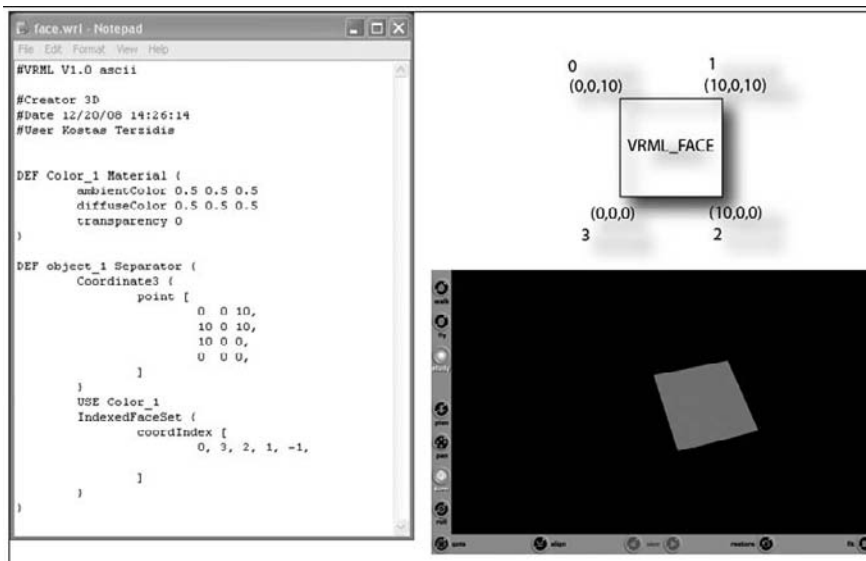 face.wrl - Notepad
File Edit Format View Help
#VRML V1.0 ascii
#Creator 3D
#Date 12/20/08 14:26:14
#User Kostas Terzidis
DEF Color_1 Material {
ambientColor 0.5 0.5 0.5
diffuseColor 0.5 0.5 0.5
transparency 0
}
DEF object_1 Separator {
Coordinate3 {
point [
0 0 10,
10 0 10,
10 0 0,
0 0 0,
]
}
USE Color_1
IndexedFaceSet {
coordIndex [
0, 3, 2, 1, -1,
]
}
}
0
(0,0,10)
1
(10,0,10)
VRML_FACE
(0,0,0)
3
(10,0,0)
2
walk
fly
study
plan
pan
turn
roll
goto
align
view
restore
fit